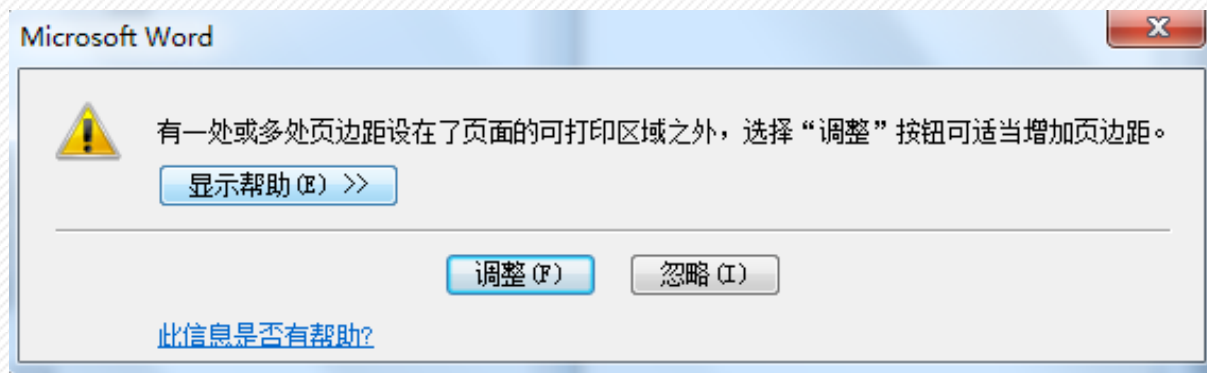 Microsoft Word
有一处或多处页边距设在了页面的可打印区域之外，选择“调整”按钮可适当增加页边距。
显示帮助(E) >>
调整(F)
忽略(I)
此信息是否有帮助?